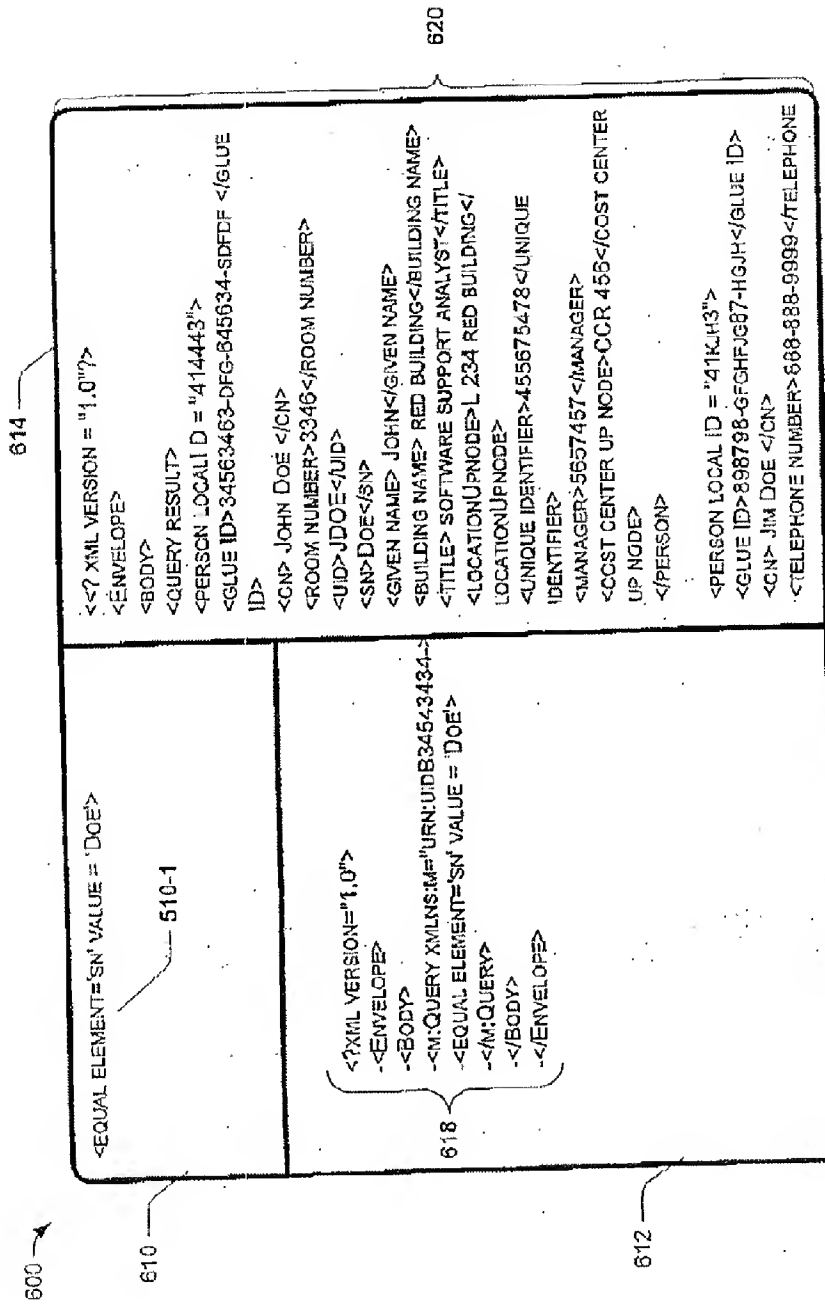 600
610
<EQUAL ELEMENT='SN' VALUE = 'DOE'>
510-1
612
618
<?XML VERSION="1.0">
-<ENVELOPE>
-<BODY>
-<M:QUERY XMLNS:M="URN:UIDB34543434->
-<EQUAL ELEMENT='SN' VALUE = 'DOE'>
-</M:QUERY>
-</BODY>
-</ENVELOPE>
614
<<? XML VERSION = "1.0"?>
<ENVELOPE>
<BODY>
<QUERY RESULT>
<PERSON LOCALI D = "414443">
<GLUE ID>34563463-DFG-645634-SDFDF </GLUE
ID>
<CN> JOHN DOE </CN>
<ROOM NUMBER>3346</ROOM NUMBER>
<UID>JDOE</UID>
<SN>DOE</SN>
<GIVEN NAME> JOHN</GIVEN NAME>
<BUILDING NAME> RED BUILDING</BUILDING NAME>
<TITLE> SOFTWARE SUPPORT ANALYST</TITLE>
<LOCATIONUPNODE>L 234 RED BUILDING</
LOCATIONUPNODE>
<UNIQUE IDENTIFIER>455675478</UNIQUE
IDENTIFIER>
<MANAGER>5657457</MANAGER>
<COST CENTER UP NODE>CCR 456</COST CENTER
UP NODE>
</PERSON>
<PERSON LOCAL ID = "41KJH3">
<GLUE ID>898798-GFGHFJG87-HGJH</GLUE ID>
<CN> JIM DOE </CN>
<TELEPHONE NUMBER>888-888-9999</TELEPHONE
620